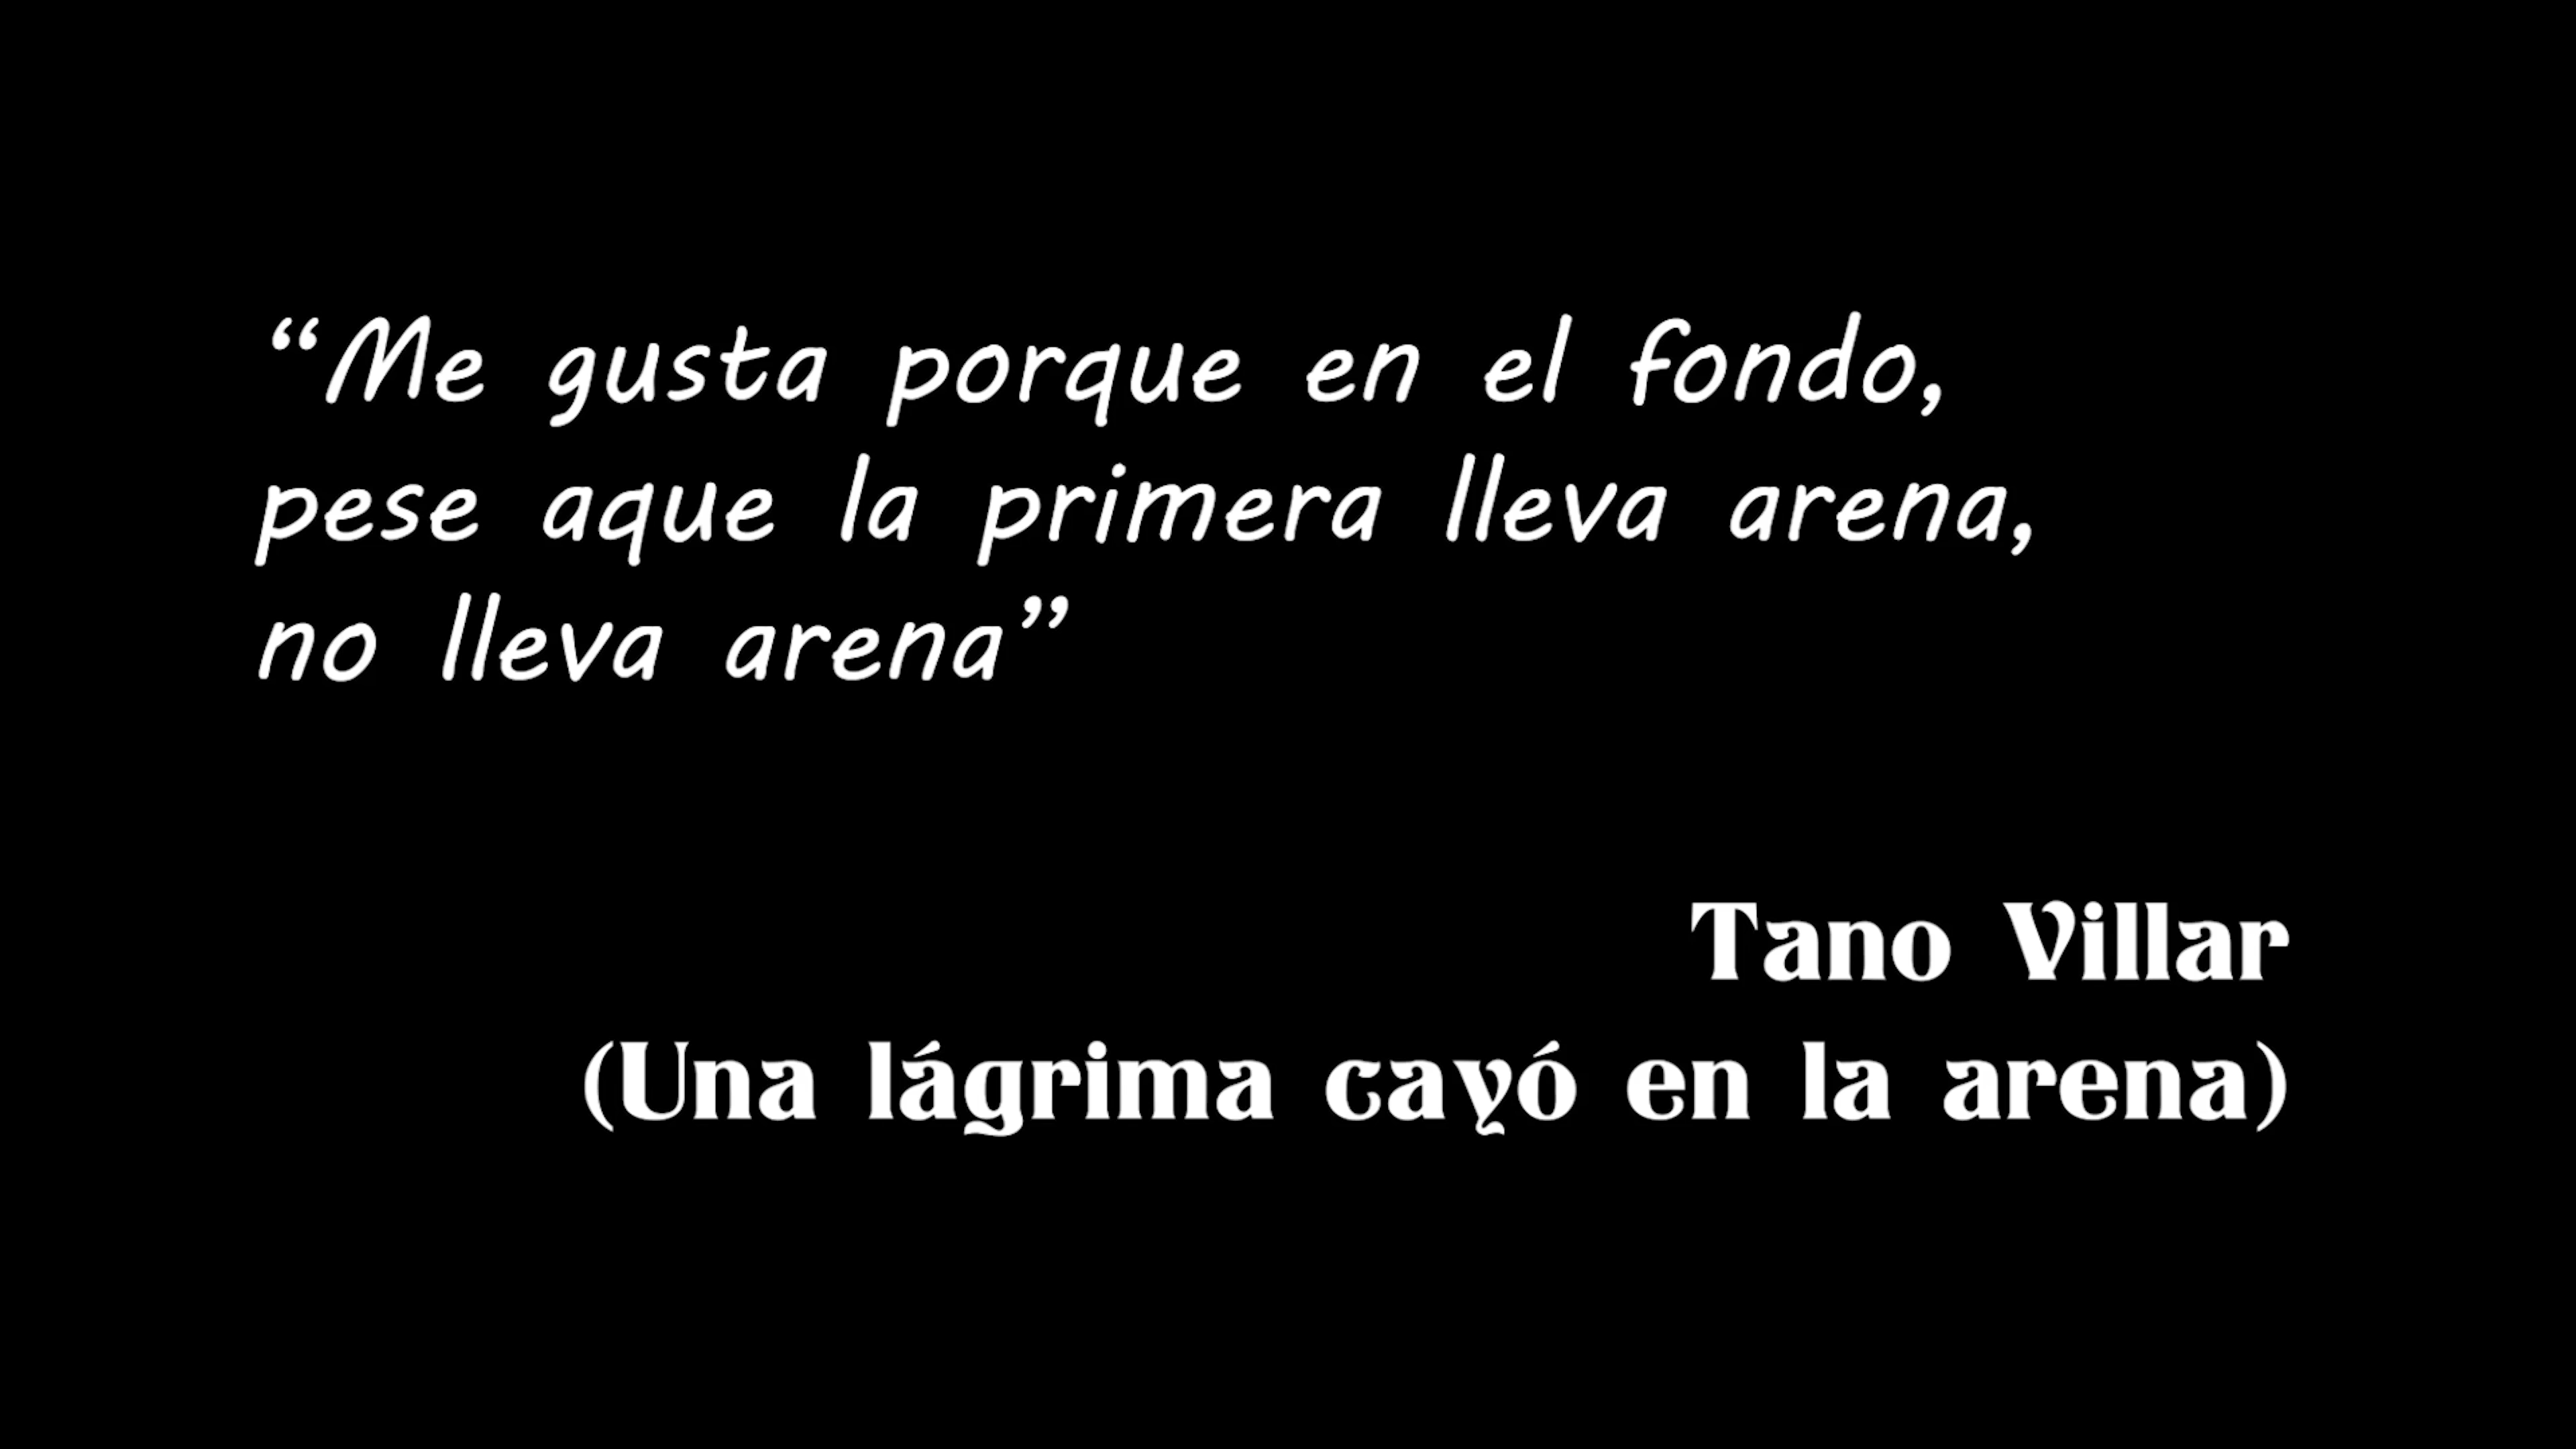 “Me gusta porque en el fondo,
pese aque la primera lleva arena,
no lleva arena”
Tano Villar
(Una lágrima cayó en la arena)